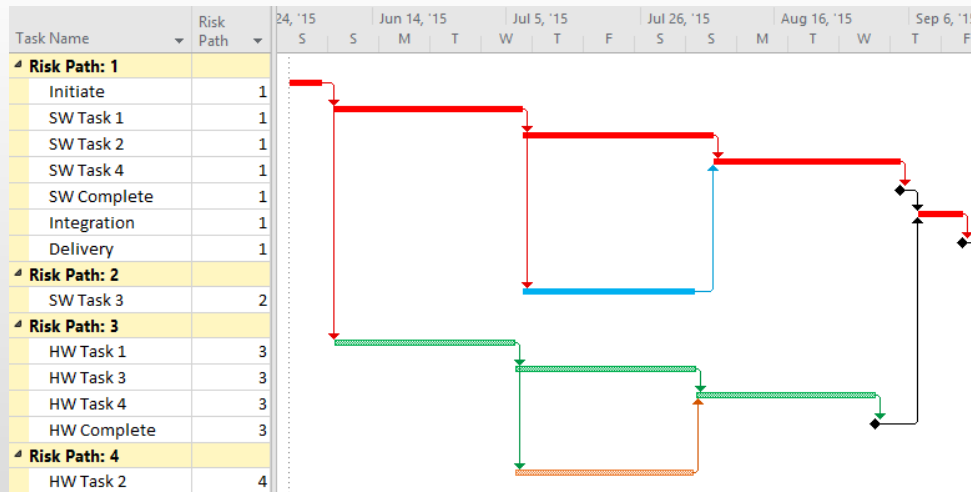 Task Name Risk Path 24, '15 Jun 14, '15 Jul 5, '15 Jul 26, '15 Aug 16, '15 Sep 6, '15
S S M T W T F S S M T W T F
Risk Path: 1
Initiate 1
SW Task 1 1
SW Task 2 1
SW Task 4 1
SW Complete 1
Integration 1
Delivery 1
Risk Path: 2
SW Task 3 2
Risk Path: 3
HW Task 1 3
HW Task 3 3
HW Task 4 3
HW Complete 3
Risk Path: 4
HW Task 2 4